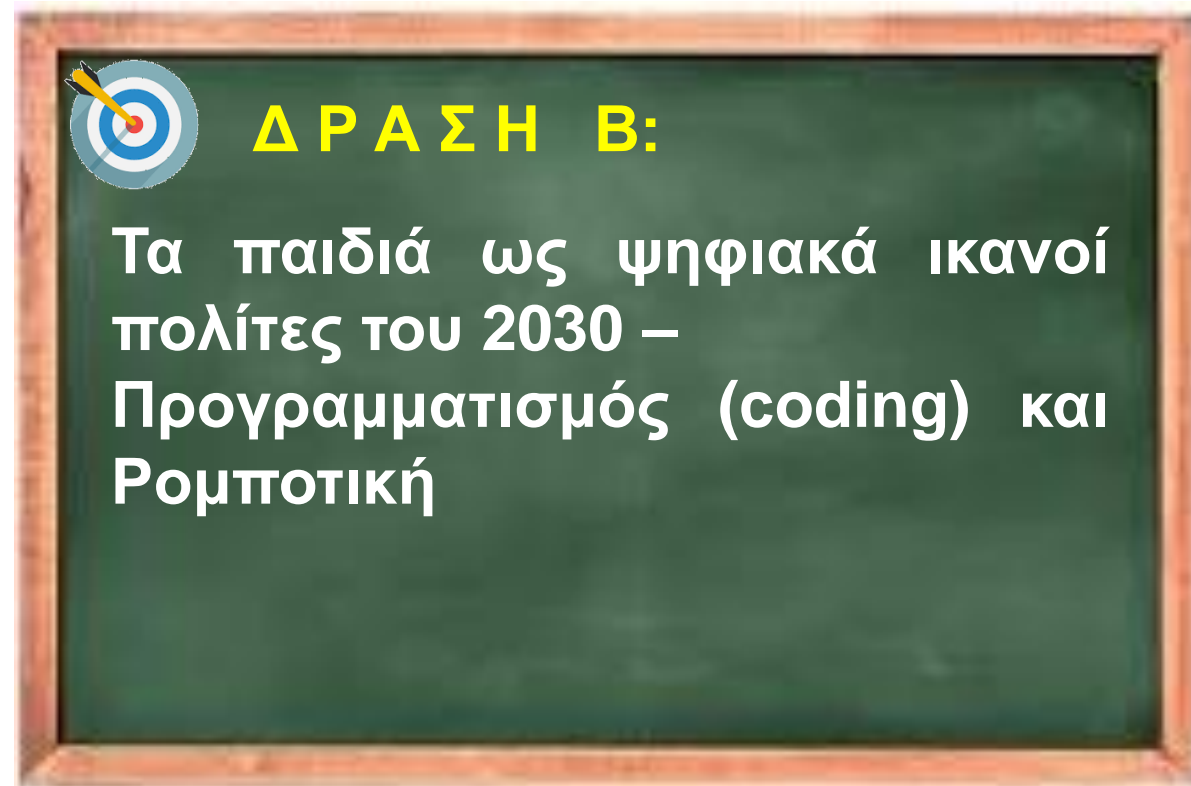 Δ Ρ Α Σ Η Β:
Τα παιδιά ως ψηφιακά ικανοί
πολίτες του 2030 –
Προγραμματισμός (coding) και
Ρομποτική